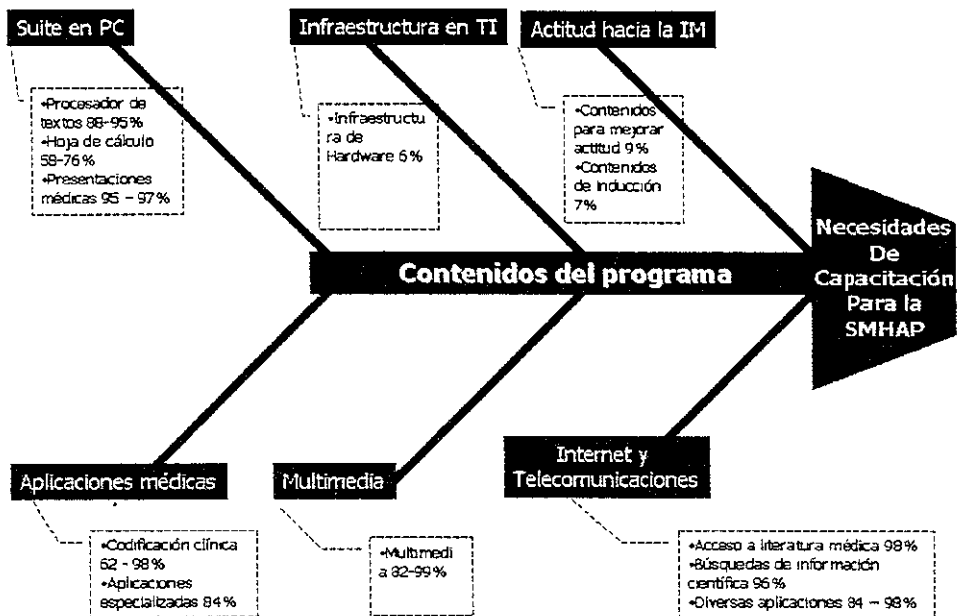 Suite en PC
Infraestructura en TI
Actitud hacia la IM
•Procesador de
textos 88-95%
•Hoja de cálculo
58-76%
•Presentaciones
médicas 95 – 97%
•Infraestructu
ra de
Hardware 6%
•Contenidos
para mejorar
actitud 9%
•Contenidos
de Inducción
7%
Contenidos del programa
Necesidades
De
Capacitación
Para la
SMHAP
Aplicaciones médicas
Multimedia
Internet y
Telecomunicaciones
•Codificación clínica
62 - 98%
•Aplicaciones
especializadas 84%
•Multimedi
a 82-99%
•Acceso a literatura médica 98%
•Búsquedas de información
científica 96%
•Diversas aplicaciones 84 – 98%